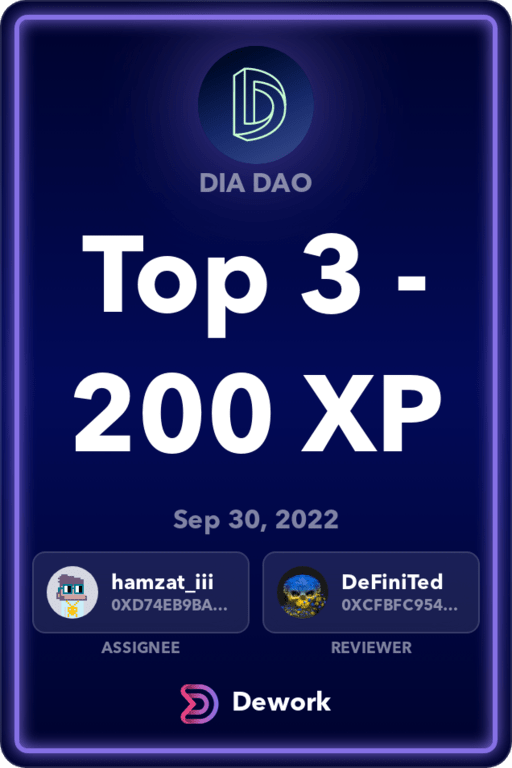 DIA DAO
Top 3 -
200 XP
Sep 30, 2022
hamzat_iii
0XD74EB9BA...
ASSIGNEE
DeFiniTed
0XCFBFC954...
REVIEWER
Dework